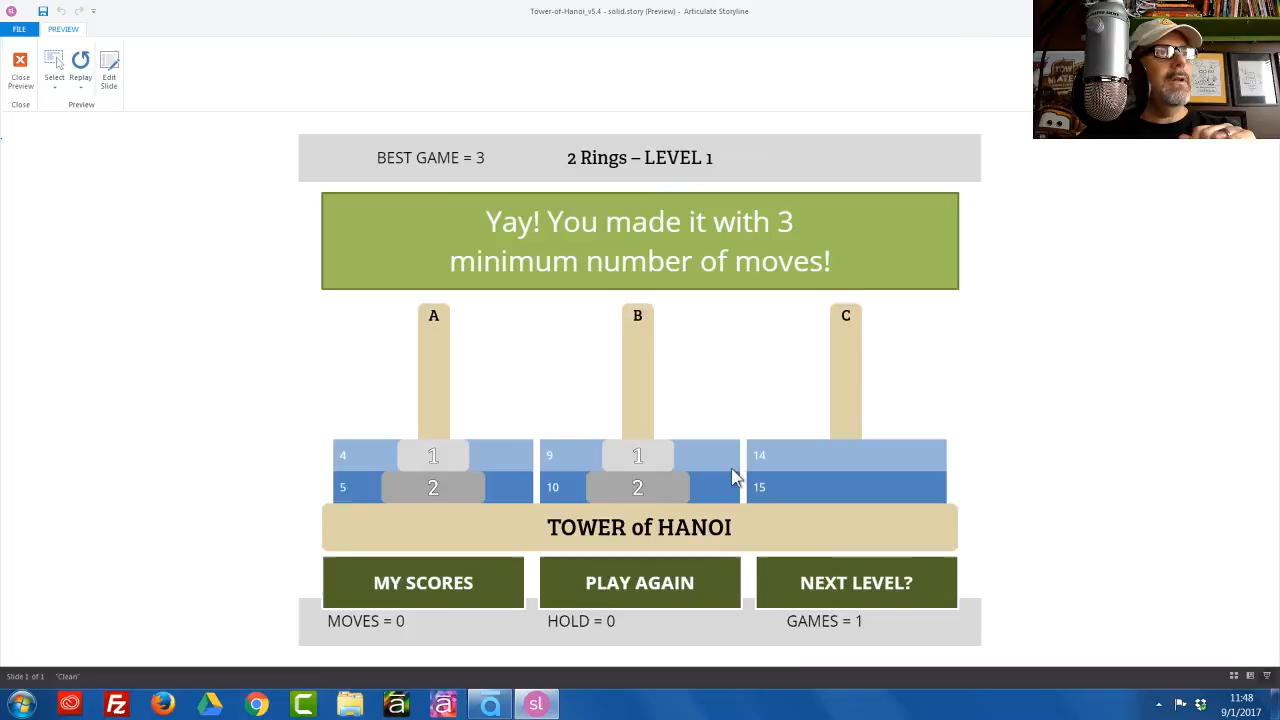 Tower-of-Hanoi_v5.4 - solid.story (Preview) - Articulate Storyline
FILE
PREVIEW
Close Preview
Select
Replay
Edit Slide
Close
Preview
BEST GAME = 3
2 Rings – LEVEL 1
Yay! You made it with 3
minimum number of moves!
A
B
C
4
1
9
1
14
5
2
10
2
15
TOWER of HANOI
MY SCORES
PLAY AGAIN
NEXT LEVEL?
MOVES = 0
HOLD = 0
GAMES = 1
Slide 1 of 1
"Clean"
11:48
9/1/2017